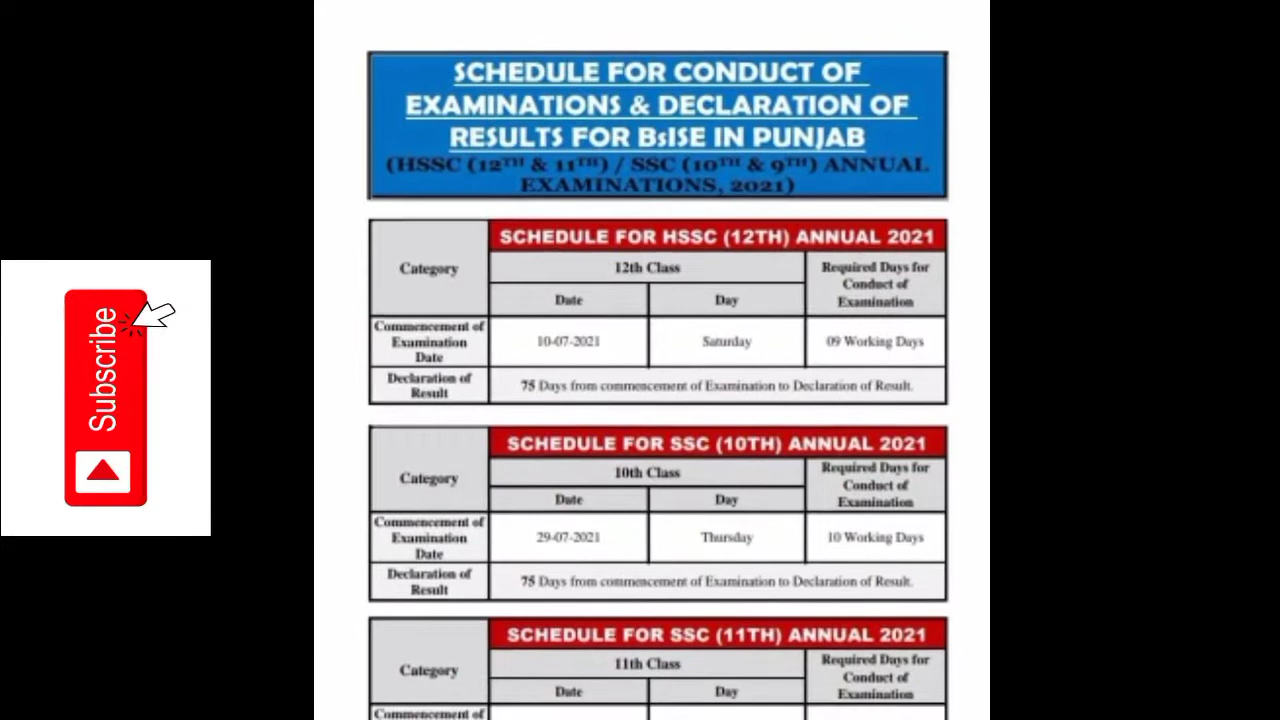 SCHEDULE FOR CONDUCT OF
EXAMINATIONS & DECLARATION OF
RESULTS FOR BsISE IN PUNJAB
(HSSC (12TH & 11TH) / SSC (10TH & 9TH) ANNUAL
EXAMINATIONS, 2021)
Category
SCHEDULE FOR HSSC (12TH) ANNUAL 2021
12th Class
Required Days for
Conduct of
Examination
Date
Day
Commencement of
Examination
Date
10-07-2021
Saturday
09 Working Days
Declaration of
Result
75 Days from commencement of Examination to Declaration of Result.
Category
SCHEDULE FOR SSC (10TH) ANNUAL 2021
10th Class
Required Days for
Conduct of
Examination
Date
Day
Commencement of
Examination
Date
29-07-2021
Thursday
10 Working Days
Declaration of
Result
75 Days from commencement of Examination to Declaration of Result.
Category
SCHEDULE FOR SSC (11TH) ANNUAL 2021
11th Class
Required Days for
Conduct of
Examination
Date
Day
Commencement of
Subscribe